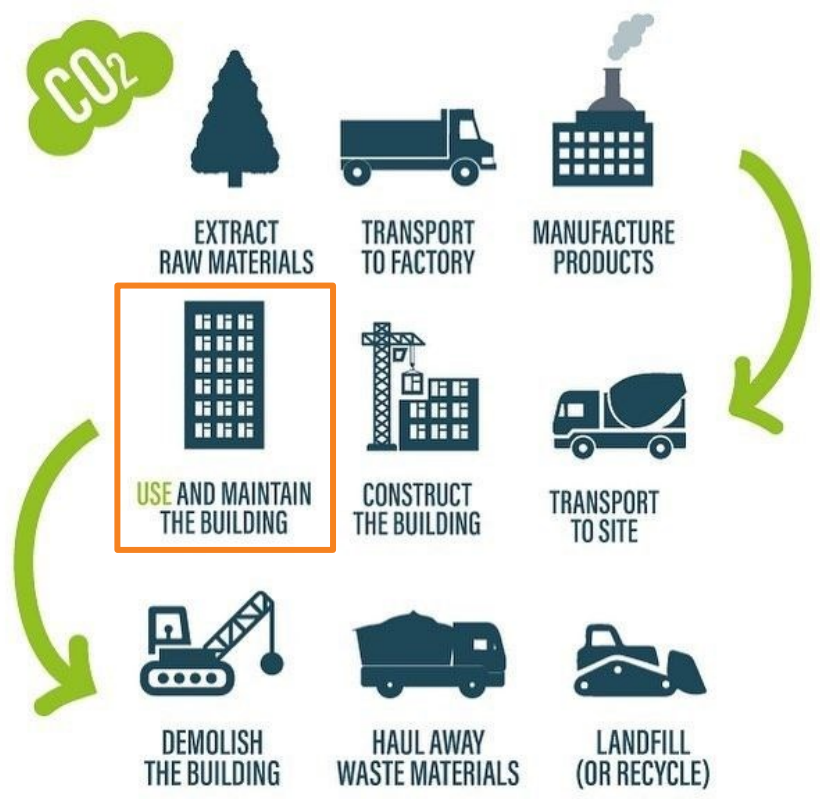 CO2
EXTRACT
RAW MATERIALS
TRANSPORT
TO FACTORY
MANUFACTURE
PRODUCTS
USE AND MAINTAIN
THE BUILDING
CONSTRUCT
THE BUILDING
TRANSPORT
TO SITE
DEMOLISH
THE BUILDING
HAUL AWAY
WASTE MATERIALS
LANDFILL
(OR RECYCLE)